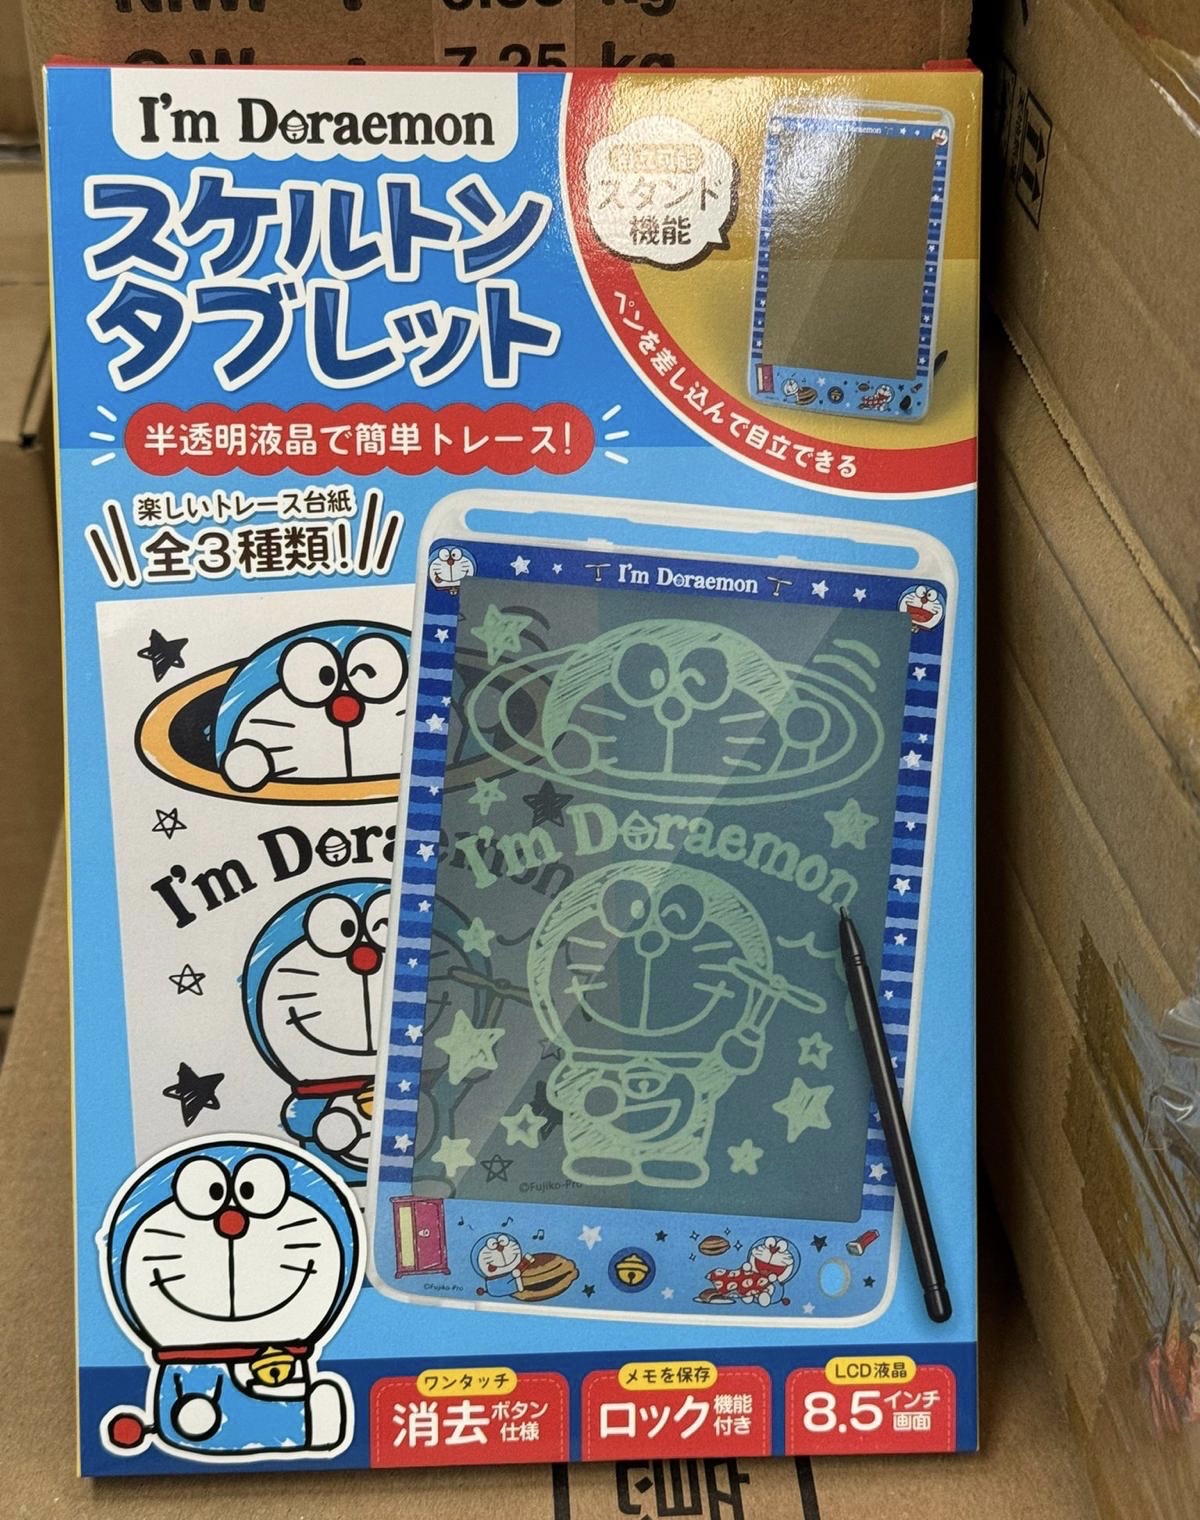 7.25 kg
I'm Doraemon
スケルトン
タブレット
スタンド
機能
ペンを差し込んで自立できる
半透明液晶で簡単トレース!
楽しいトレース台紙
全3種類!
I'm Doraemon
I'm Dora
I'm Doraemon
©Fujiko-Pro
©Fujiko-Pro
ワンタッチ
消去ボタン
仕様
メモを保存
ロック機能
付き
LCD液晶
8.5インチ
画面